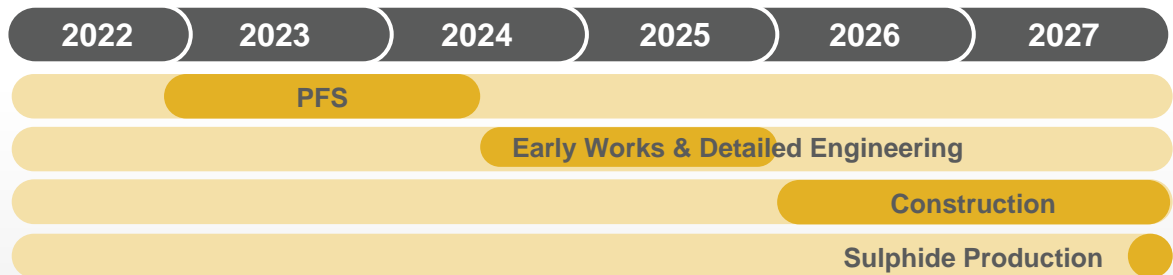 2022 2023 2024 2025 2026 2027
PFS
Early Works & Detailed Engineering
Construction
Sulphide Production